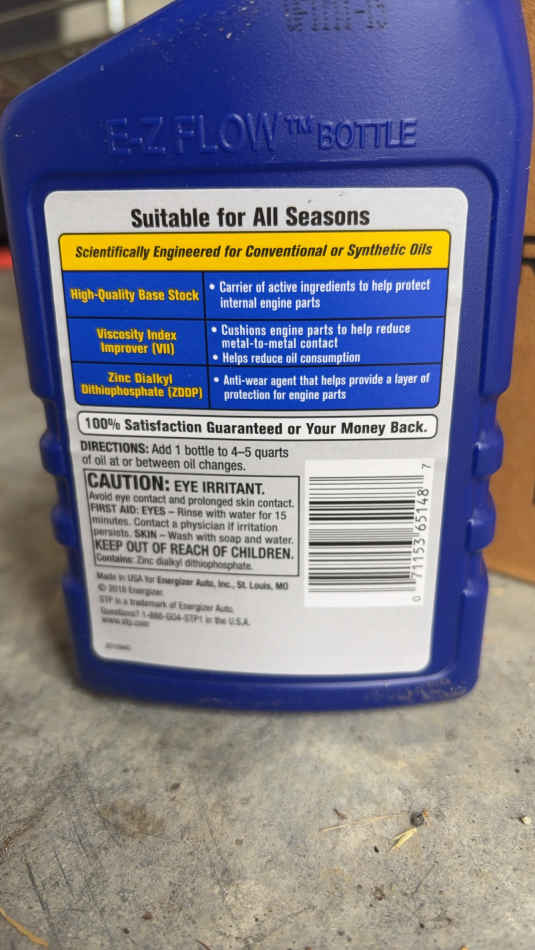 E-Z FLOW™ BOTTLE
Suitable for All Seasons
Scientifically Engineered for Conventional or Synthetic Oils
High-Quality Base Stock
• Carrier of active ingredients to help protect
internal engine parts
Viscosity Index
Improver (VII)
• Cushions engine parts to help reduce
metal-to-metal contact
• Helps reduce oil consumption
Zinc Dialkyl
Dithiophosphate (ZDDP)
• Anti-wear agent that helps provide a layer of
protection for engine parts
100% Satisfaction Guaranteed or Your Money Back.
DIRECTIONS: Add 1 bottle to 4–5 quarts
of oil at or between oil changes.
CAUTION: EYE IRRITANT.
Avoid eye contact and prolonged skin contact.
FIRST AID: EYES – Rinse with water for 15
minutes. Contact a physician if irritation
persists. SKIN – Wash with soap and water.
KEEP OUT OF REACH OF CHILDREN.
Contains: Zinc dialkyl dithiophosphate.
Made in USA for Energizer Auto, Inc., St. Louis, MO
© 2018 Energizer
STP is a trademark of Energizer Auto.
Questions? 1-866-GO4-STP1 in the U.S.A.
www.stp.com
0 71153 65148 7